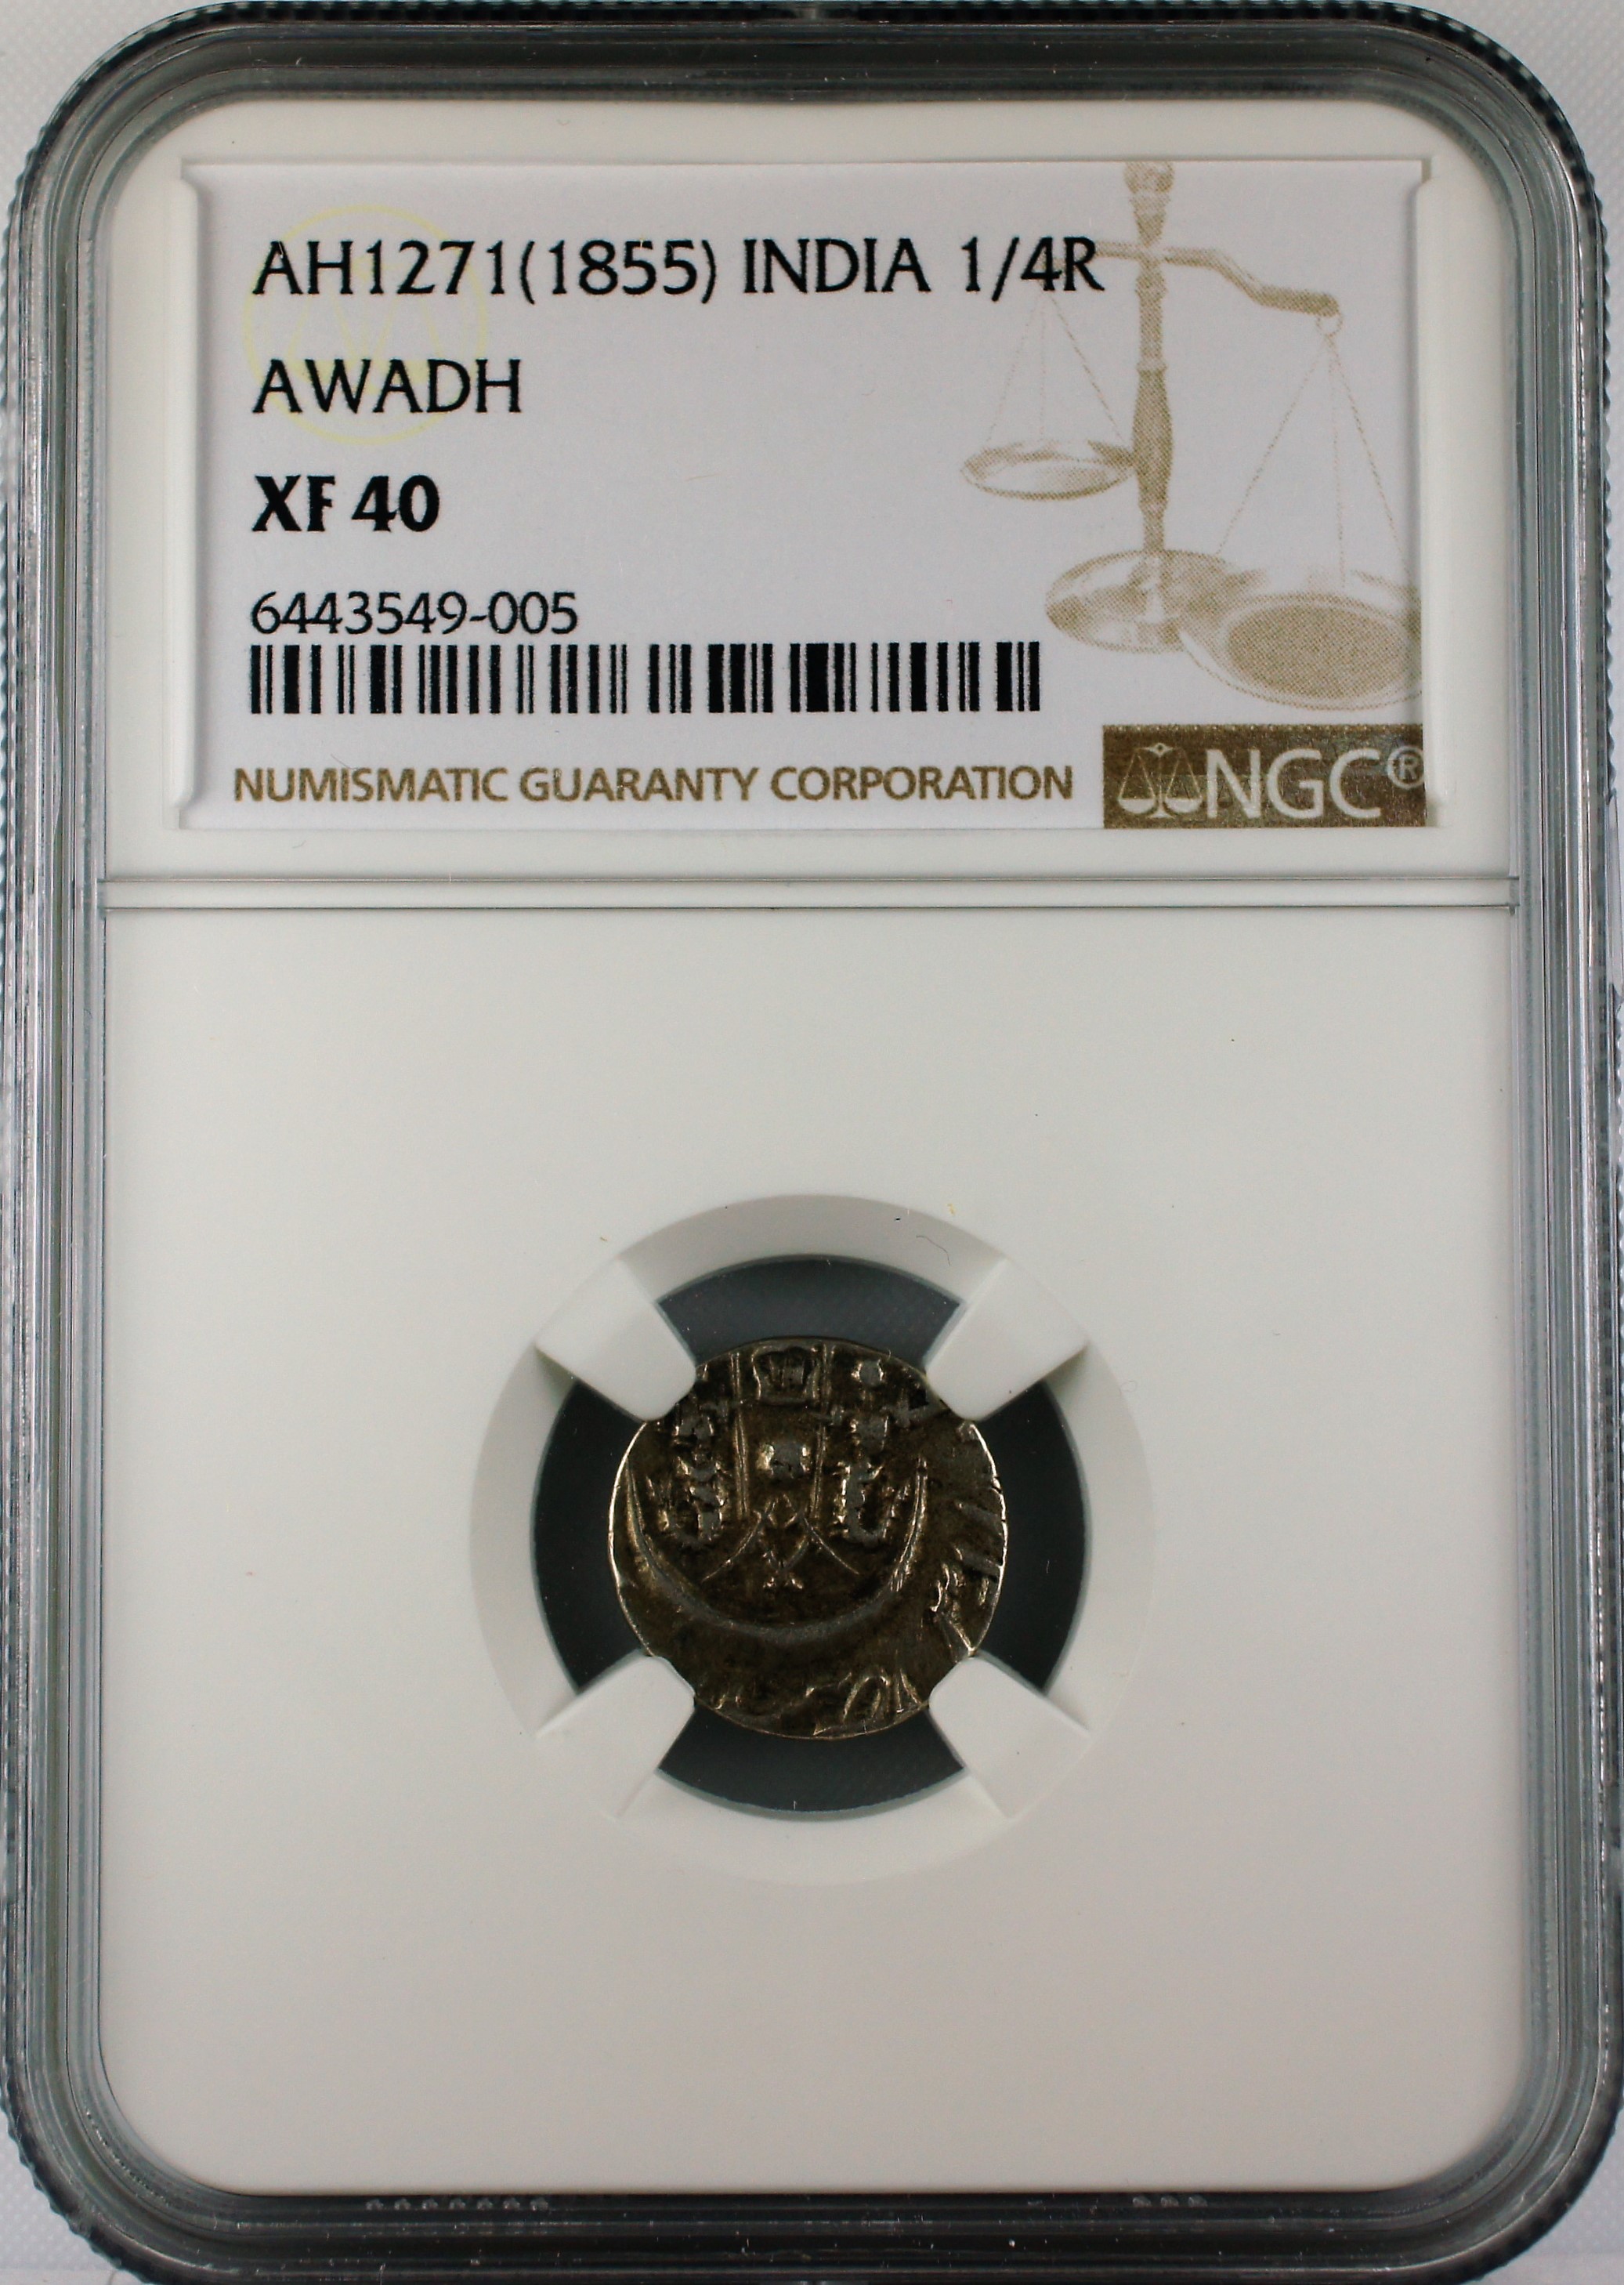 AH1271(1855) INDIA 1/4R
AWADH
XF 40
6443549-005
NUMISMATIC GUARANTY CORPORATION NGC®